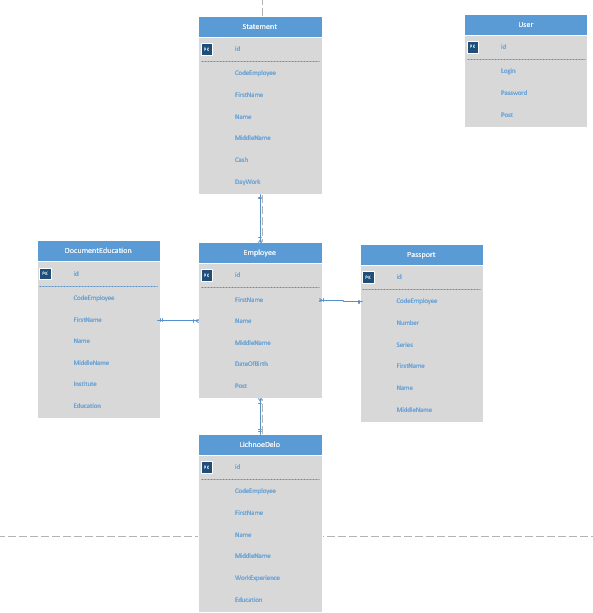 Statement
PK
id
CodeEmployee
FirstName
Name
MiddleName
Cash
DayWork
User
PK
id
Login
Password
Post
DocumentEducation
PK
id
CodeEmployee
FirstName
Name
MiddleName
Institute
Education
Employee
PK
id
FirstName
Name
MiddleName
DateOfBirth
Post
Passport
PK
id
CodeEmployee
Number
Series
FirstName
Name
MiddleName
LichnoeDelo
PK
id
CodeEmployee
FirstName
Name
MiddleName
WorkExperience
Education